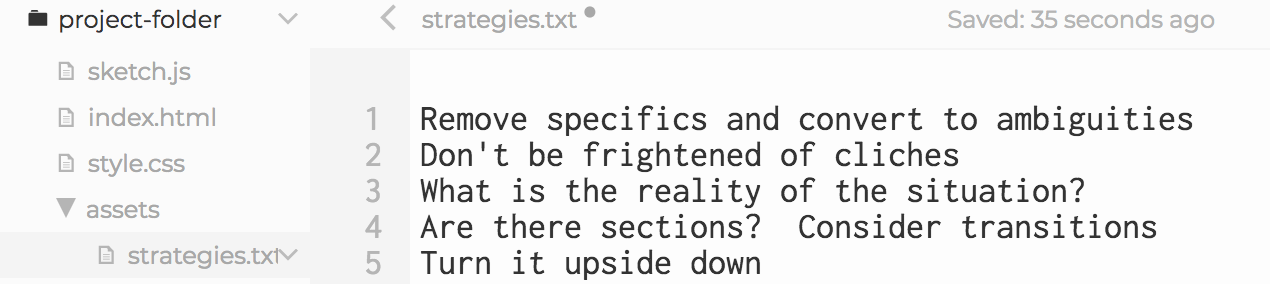 project-folder
strategies.txt
Saved: 35 seconds ago
sketch.js
index.html
style.css
assets
strategies.txt
1 Remove specifics and convert to ambiguities
2 Don't be frightened of cliches
3 What is the reality of the situation?
4 Are there sections?  Consider transitions
5 Turn it upside down